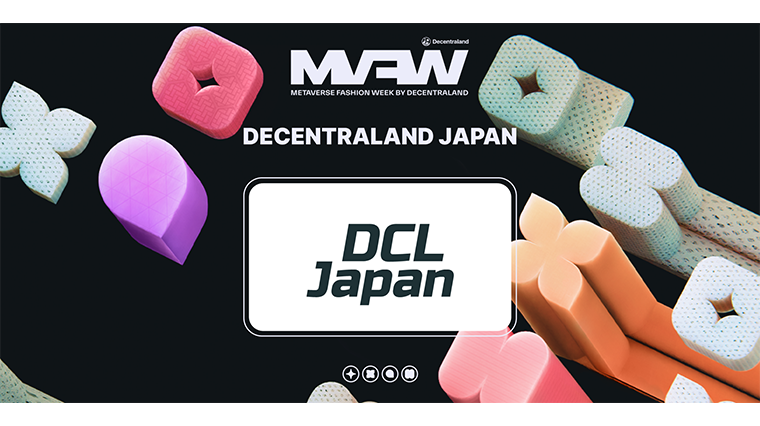 Decentraland
MVFW
METAVERSE FASHION WEEK BY DECENTRALAND
DECENTRALAND JAPAN
DCL
Japan